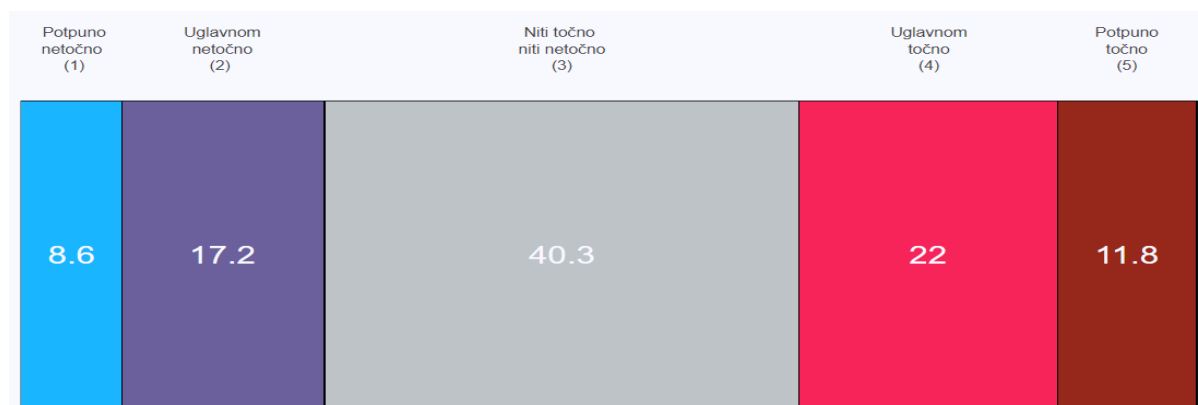 Potpuno
netočno
(1)
Uglavnom
netočno
(2)
Niti točno
niti netočno
(3)
Uglavnom
točno
(4)
Potpuno
točno
(5)
8.6
17.2
40.3
22
11.8